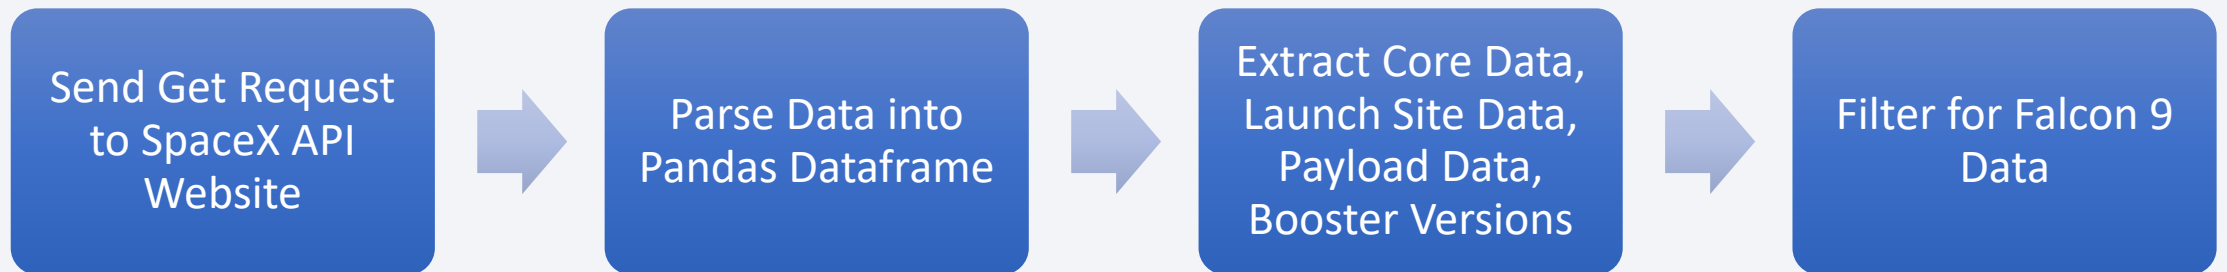 Send Get Request
to SpaceX API
Website
Parse Data into
Pandas Dataframe
Extract Core Data,
Launch Site Data,
Payload Data,
Booster Versions
Filter for Falcon 9
Data